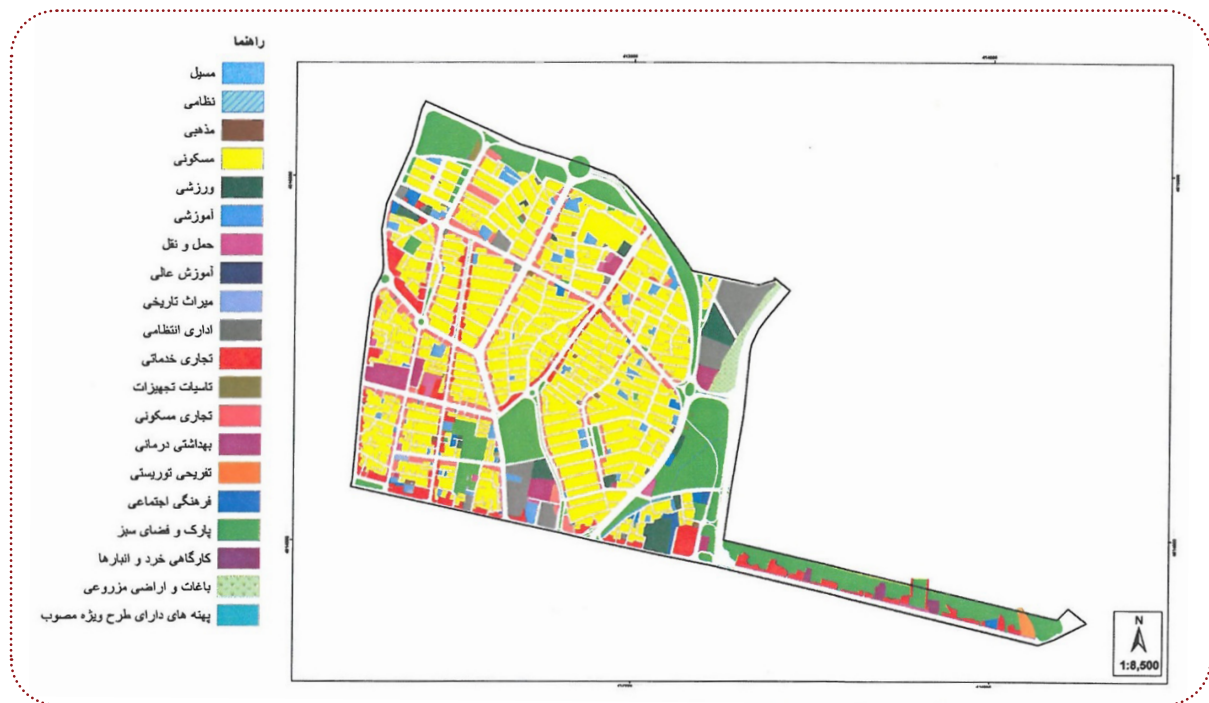 راهنما
مسیل
نظامی
مذهبی
مسکونی
ورزشی
آموزشی
حمل و نقل
آموزش عالی
میراث تاریخی
اداری انتظامی
تجاری خدماتی
تاسیات تجهیزات
تجاری مسکونی
بهداشتی درمانی
تفریحی توریستی
فرهنگی اجتماعی
پارک و فضای سبز
کارگاهی خرد و انبارها
باغات و اراضی مزروعی
پهنه های دارای طرح ویژه مصوب
N
1:8,500